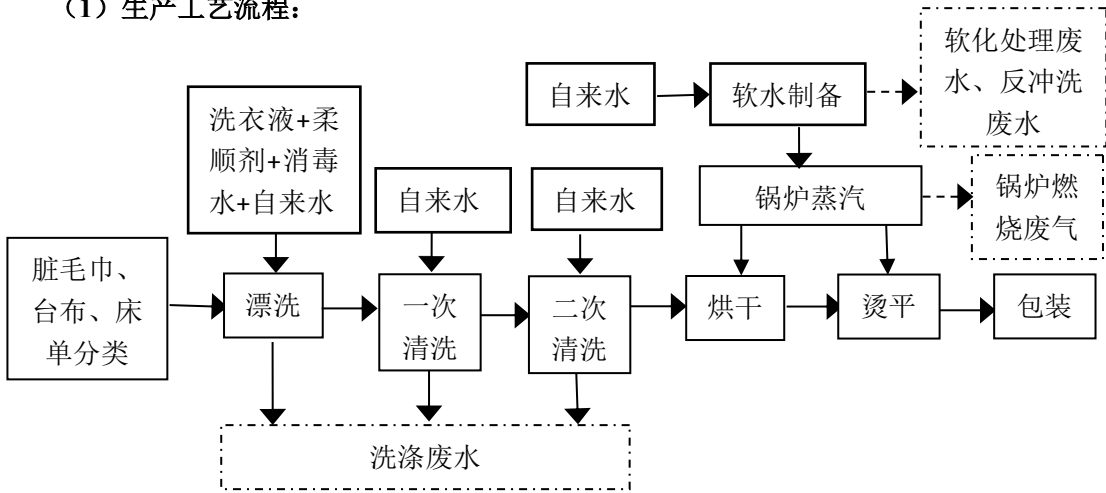 （1）生产工艺流程：
软化处理废
水、反冲洗
废水
自来水
软水制备
洗衣液+柔
顺剂+消毒
水+自来水
自来水
自来水
锅炉蒸汽
锅炉燃
烧废气
脏毛巾、
台布、床
单分类
漂洗
一次
清洗
二次
清洗
烘干
烫平
包装
洗涤废水